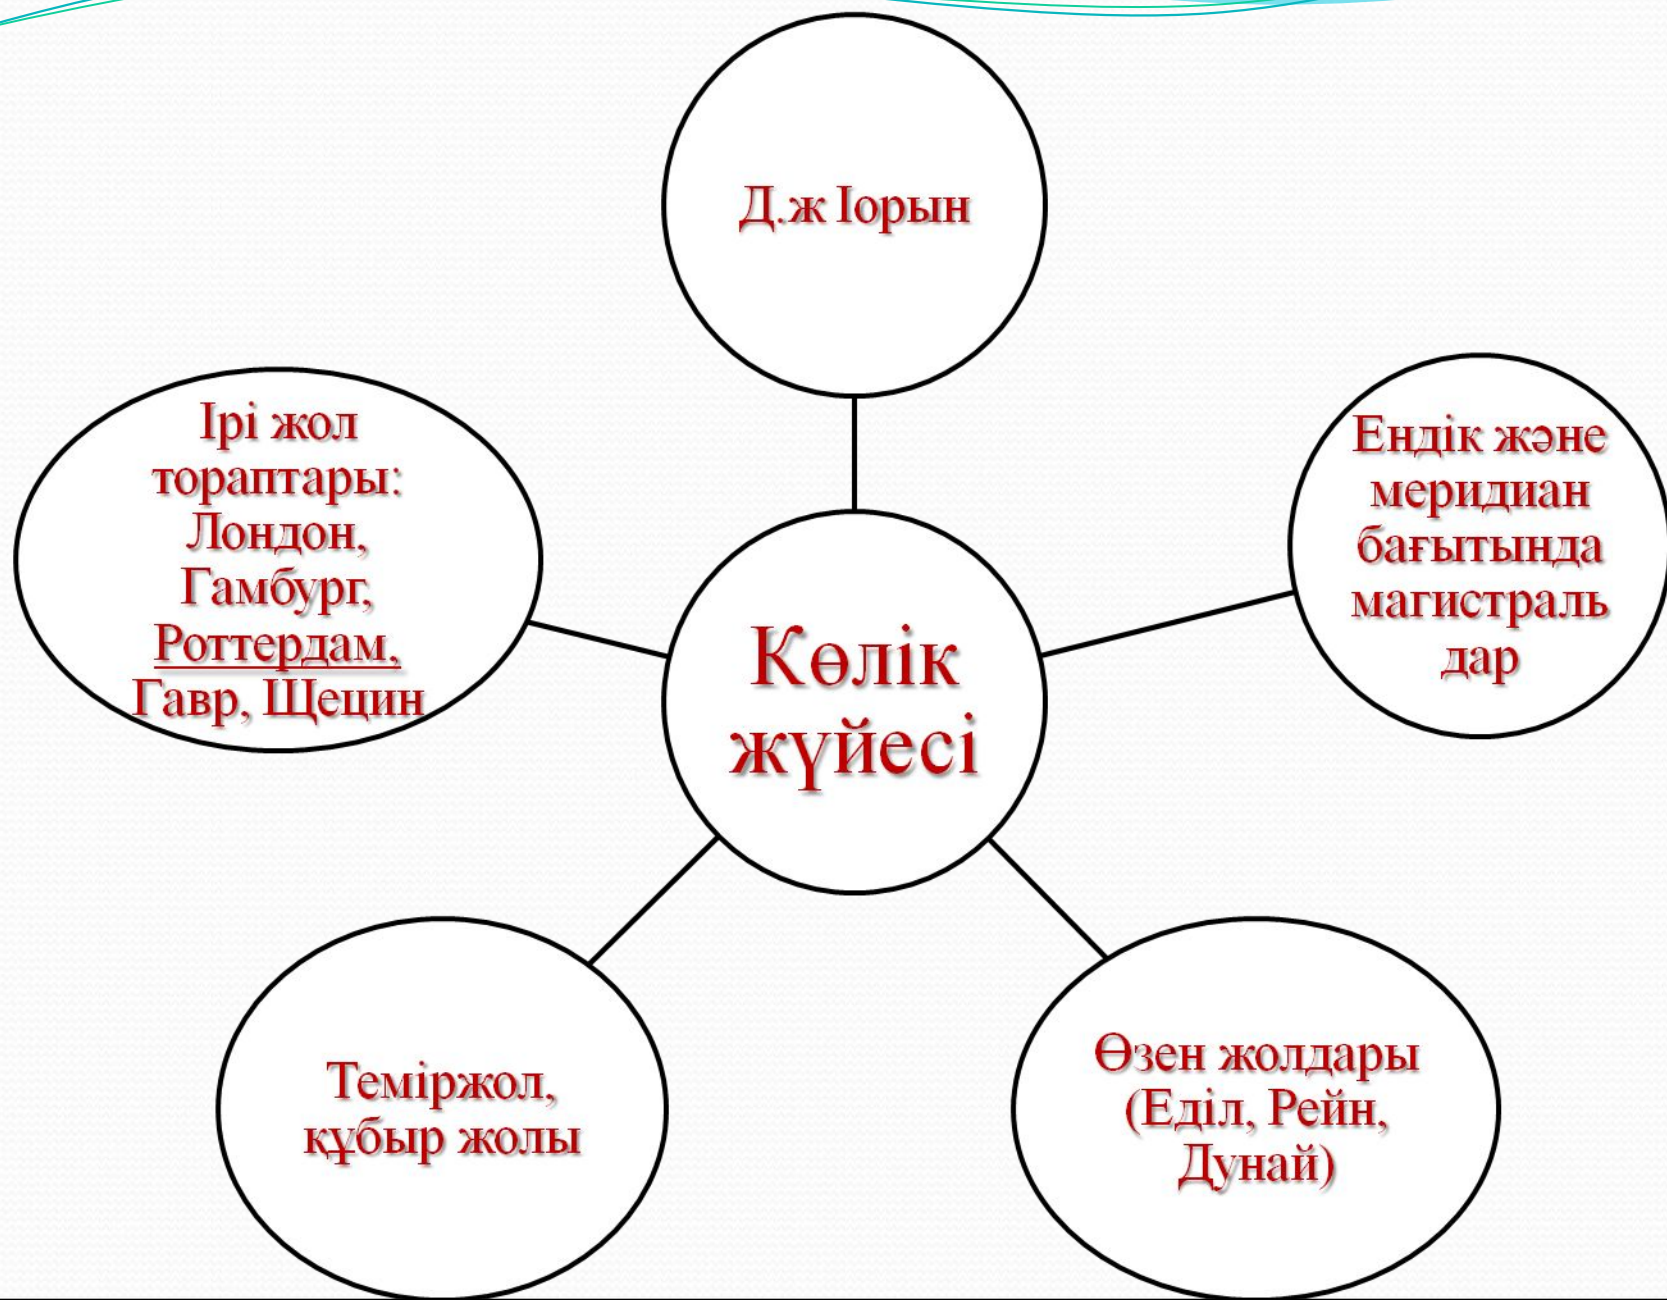 Д.ж Іорын
Ендік және
меридиан
бағытында
магистраль
дар
Өзен жолдары
(Еділ, Рейн,
Дунай)
Теміржол,
құбыр жолы
Ірі жол
тораптары:
Лондон,
Гамбург,
Роттердам,
Гавр, Щецин
Көлік
жүйесі